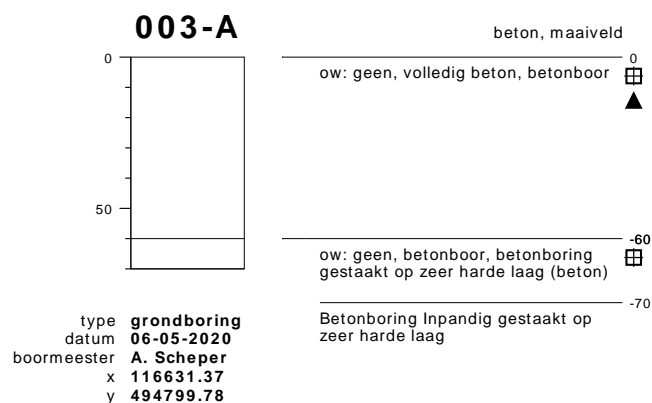 003-A
beton, maaiveld
0
0
ow: geen, volledig beton, betonboor
50
-60
ow: geen, betonboor, betonboring
gestaakt op zeer harde laag (beton)
-70
Betonboring Inpandig gestaakt op
zeer harde laag
type grondboring
datum 06-05-2020
boormeester A. Scheper
x 116631.37
y 494799.78